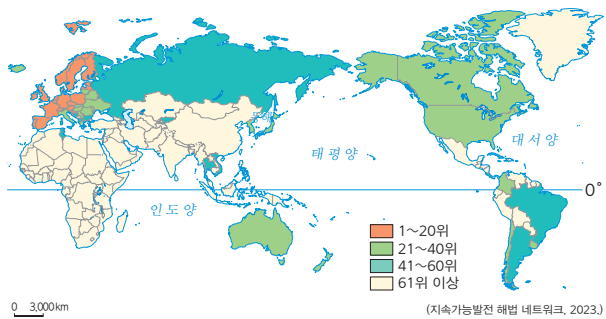 대서양
태평양
인도양
0°
1~20위
21~40위
41~60위
61위 이상
0 3,000km
(지속가능발전 해법 네트워크, 2023.)